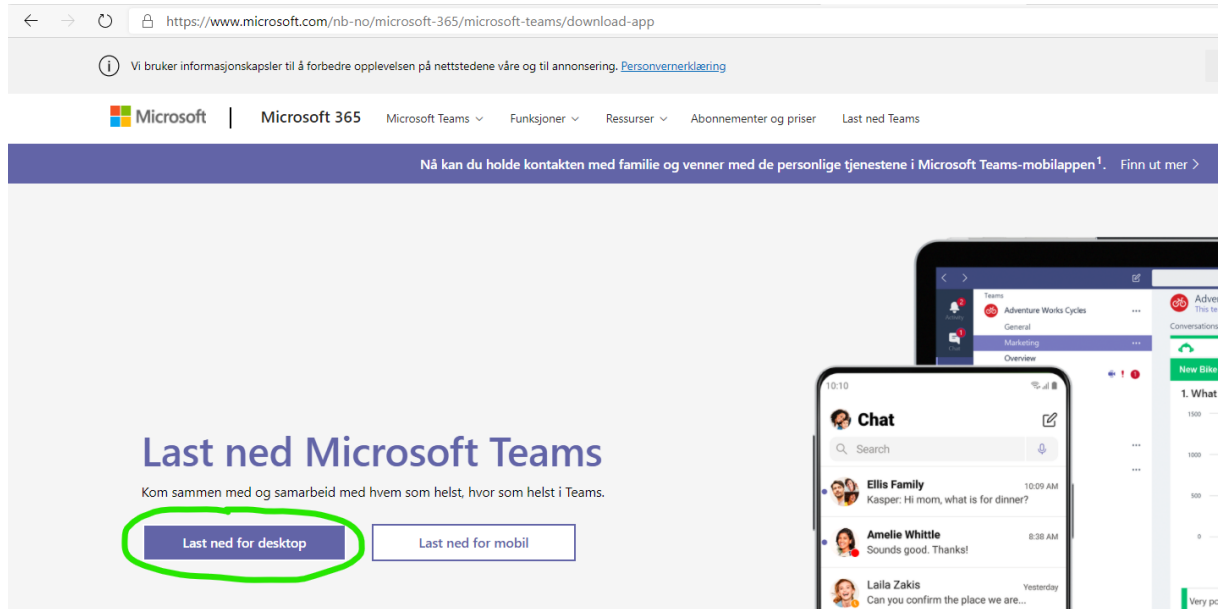 https://www.microsoft.com/nb-no/microsoft-365/microsoft-teams/download-app
Vi bruker informasjonskapsler til å forbedre opplevelsen på nettstedene våre og til annonsering. Personvernerklæring
Microsoft Microsoft 365 Microsoft Teams Funksjoner Ressurser Abonnementer og priser Last ned Teams
Nå kan du holde kontakten med familie og venner med de personlige tjenestene i Microsoft Teams-mobilappen¹. Finn ut mer >
Last ned Microsoft Teams
Kom sammen med og samarbeid med hvem som helst, hvor som helst i Teams.
Last ned for desktop Last ned for mobil
Teams
Adventure Works Cycles
General
Marketing
Overview
Activity
Chat
Conversations
New Bike
1. What
1500
1000
500
0
10:10
Chat
Search
Ellis Family 10:09 AM
Kasper: Hi mom, what is for dinner?
Amelie Whittle 8:38 AM
Sounds good. Thanks!
Laila Zakis Yesterday
Can you confirm the place we are...